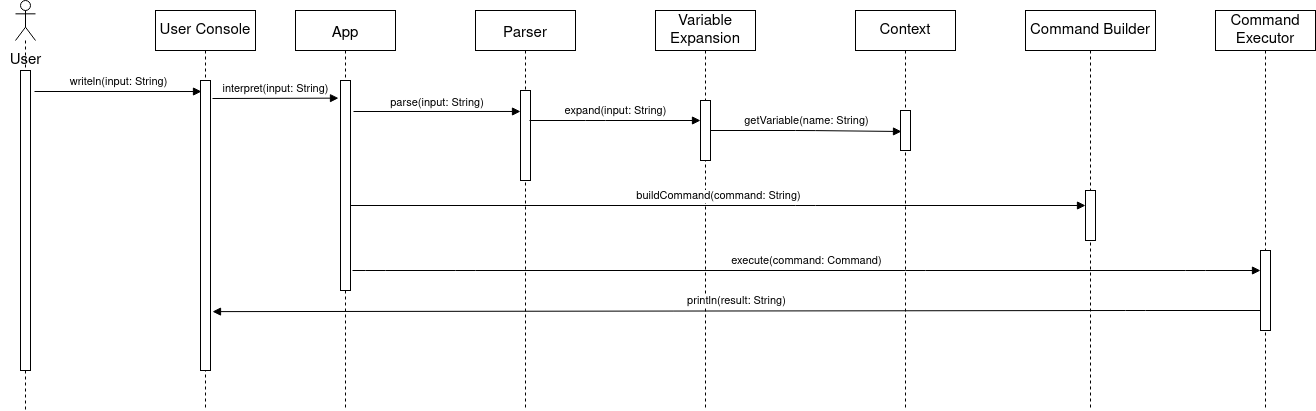 User
User Console
App
Parser
Variable
Expansion
Context
Command Builder
Command
Executor
writeln(input: String)
interpret(input: String)
parse(input: String)
expand(input: String)
getVariable(name: String)
buildCommand(command: String)
execute(command: Command)
println(result: String)